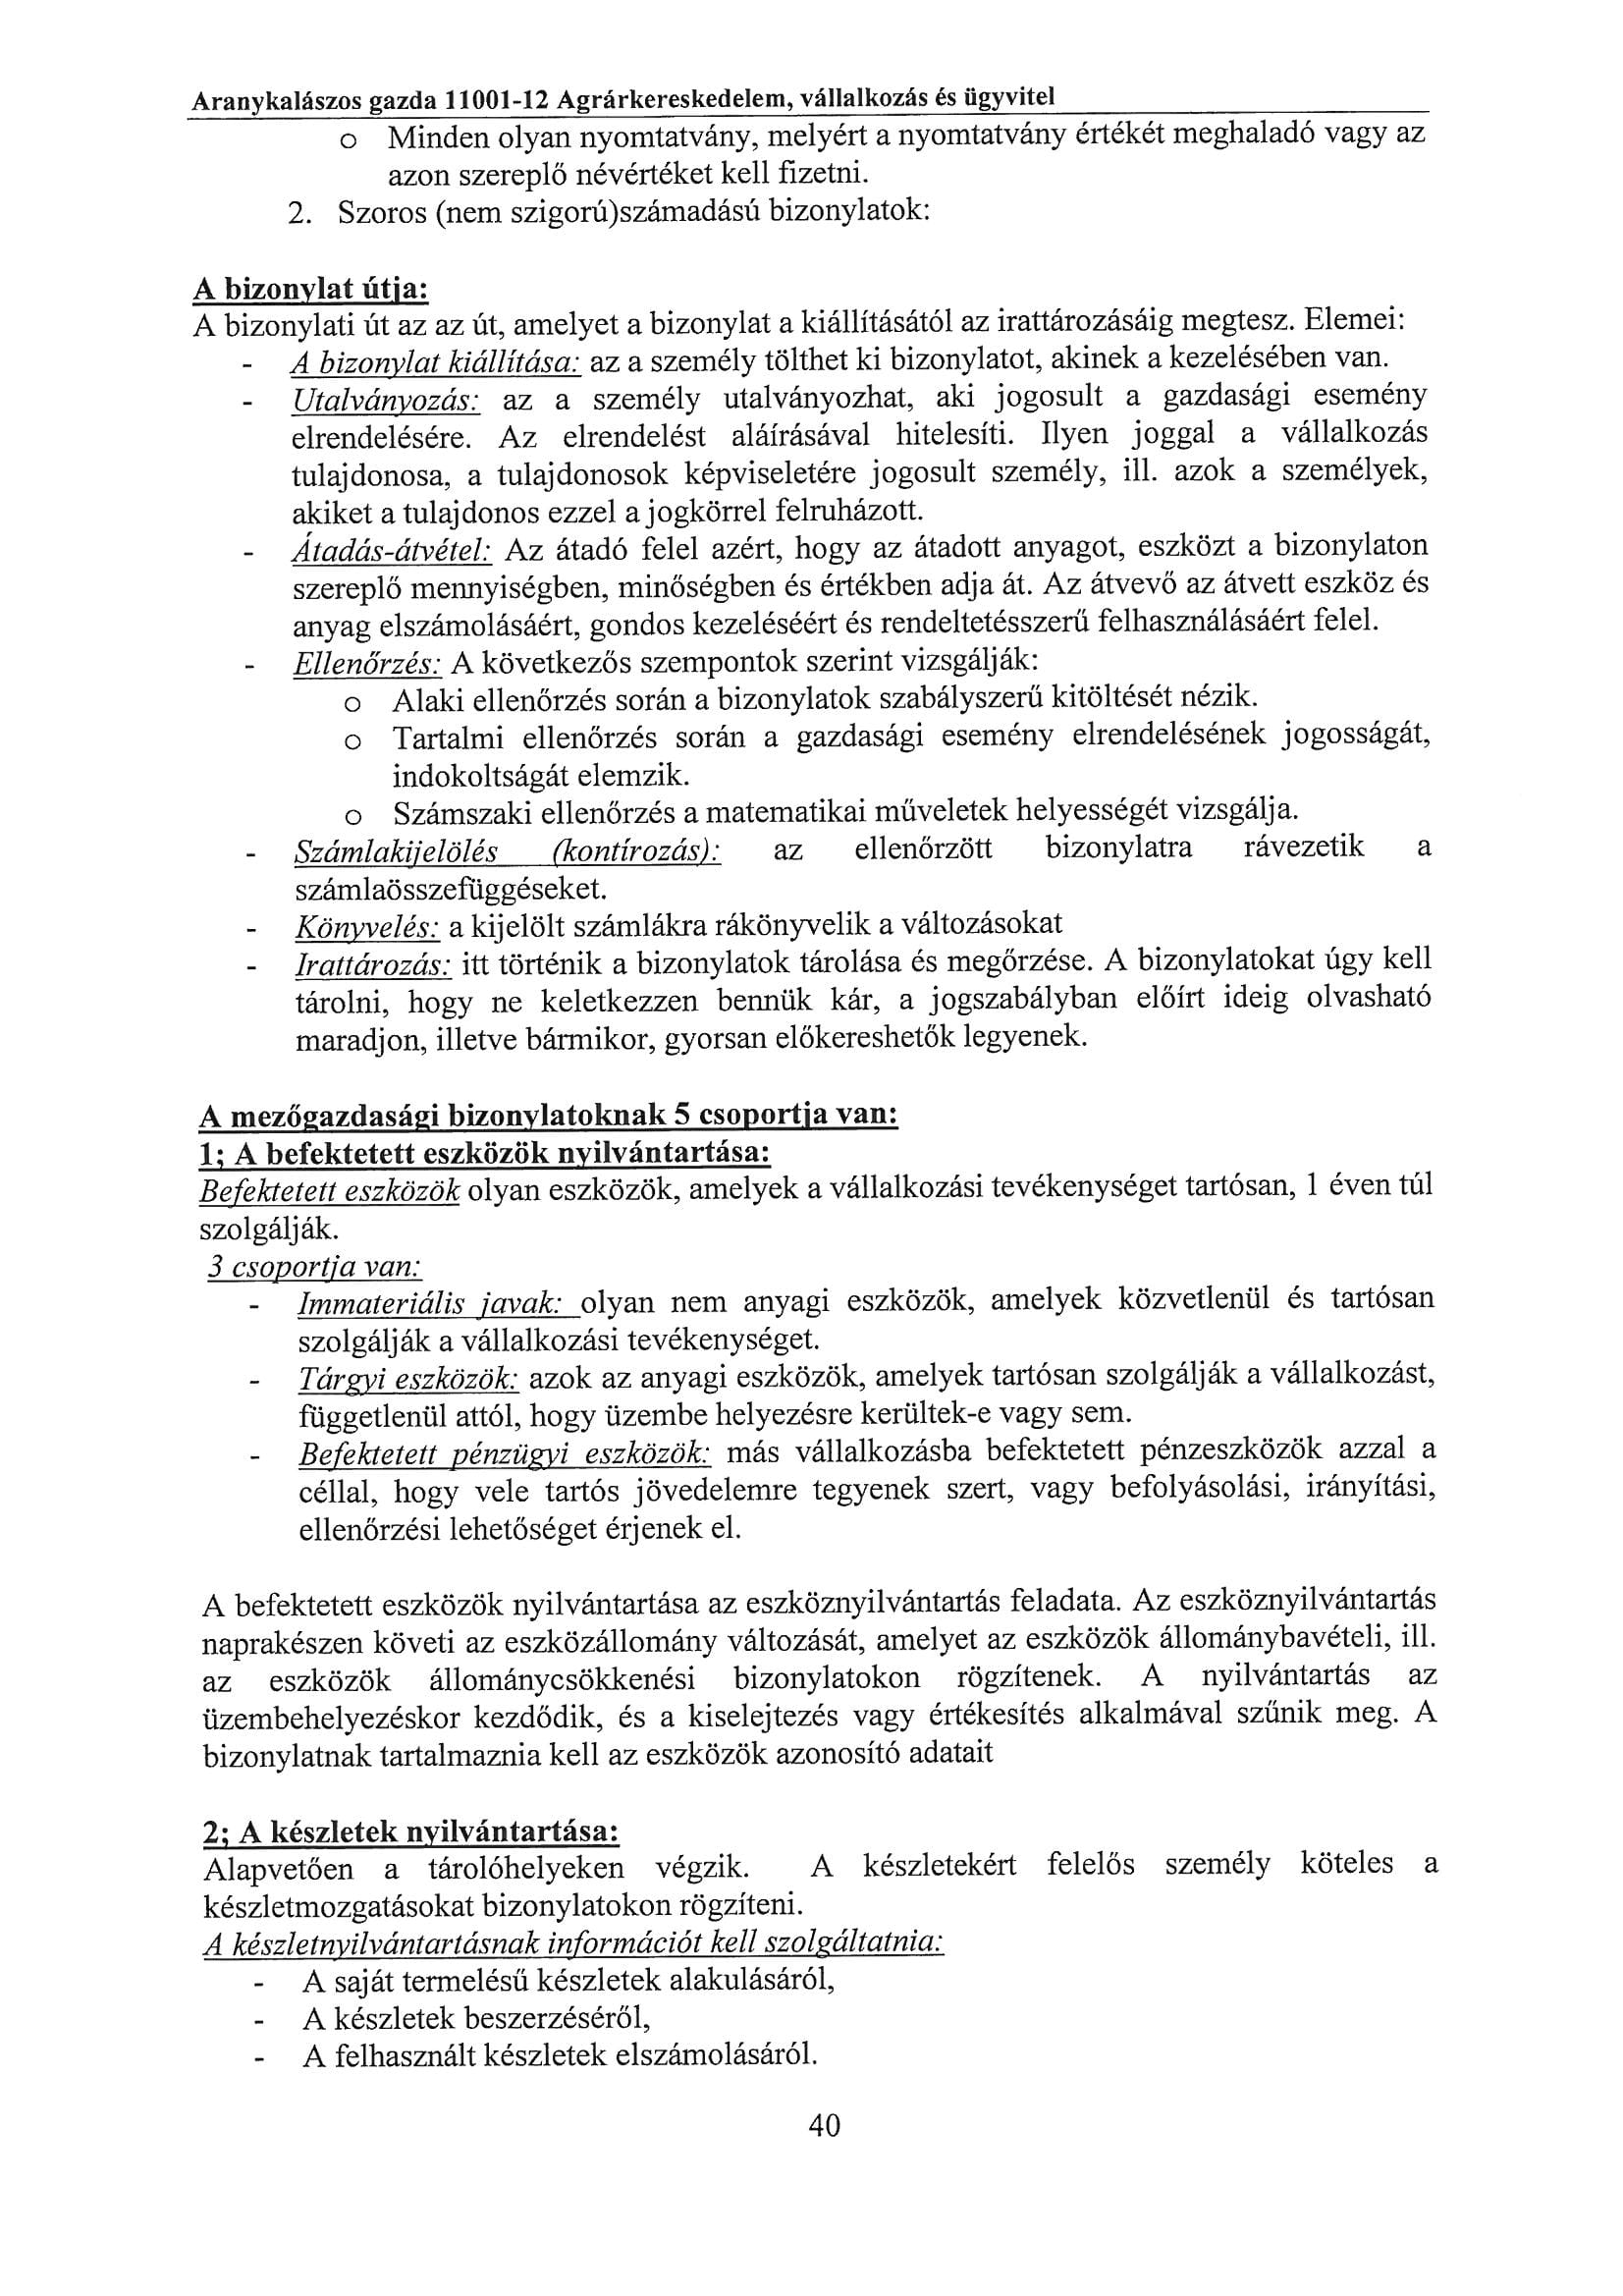 Aranykalászos gazda 11001-12 Agrárkereskedelem, vállalkozás és ügyvitel
o Minden olyan nyomtatvány, melyért a nyomtatvány értékét meghaladó vagy az
azon szereplő névértéket kell fizetni.
2. Szoros (nem szigorú)számadású bizonylatok:
A bizonylat útja:
A bizonylati út az az út, amelyet a bizonylat a kiállításától az irattározásáig megtesz. Elemei:
- A bizonylat kiállítása: az a személy tölthet ki bizonylatot, akinek a kezelésében van.
- Utalványozás: az a személy utalványozhat, aki jogosult a gazdasági esemény
elrendelésére. Az elrendelést aláírásával hitelesíti. Ilyen joggal a vállalkozás
tulajdonosa, a tulajdonosok képviseletére jogosult személy, ill. azok a személyek,
akiket a tulajdonos ezzel a jogkörrel felruházott.
- Átadás-átvétel: Az átadó felel azért, hogy az átadott anyagot, eszközt a bizonylaton
szereplő mennyiségben, minőségben és értékben adja át. Az átvevő az átvett eszköz és
anyag elszámolásáért, gondos kezeléséért és rendeltetésszerű felhasználásáért felel.
- Ellenőrzés: A következős szempontok szerint vizsgálják:
o Alaki ellenőrzés során a bizonylatok szabályszerű kitöltését nézik.
o Tartalmi ellenőrzés során a gazdasági esemény elrendelésének jogosságát,
indokoltságát elemzik.
o Számszaki ellenőrzés a matematikai műveletek helyességét vizsgálja.
- Számlakijelölés (kontírozás): az ellenőrzött bizonylatra rávezetik a
számlaösszefüggéseket.
- Könyvelés: a kijelölt számlákra rákönyvelik a változásokat
- Irattározás: itt történik a bizonylatok tárolása és megőrzése. A bizonylatokat úgy kell
tárolni, hogy ne keletkezzen bennük kár, a jogszabályban előírt ideig olvasható
maradjon, illetve bármikor, gyorsan előkereshetők legyenek.
A mezőgazdasági bizonylatoknak 5 csoportja van:
1; A befektetett eszközök nyilvántartása:
Befektetett eszközök olyan eszközök, amelyek a vállalkozási tevékenységet tartósan, 1 éven túl
szolgálják.
3 csoportja van:
- Immateriális javak: olyan nem anyagi eszközök, amelyek közvetlenül és tartósan
szolgálják a vállalkozási tevékenységet.
- Tárgyi eszközök: azok az anyagi eszközök, amelyek tartósan szolgálják a vállalkozást,
függetlenül attól, hogy üzembe helyezésre kerültek-e vagy sem.
- Befektetett pénzügyi eszközök: más vállalkozásba befektetett pénzeszközök azzal a
céllal, hogy vele tartós jövedelemre tegyenek szert, vagy befolyásolási, irányítási,
ellenőrzési lehetőséget érjenek el.
A befektetett eszközök nyilvántartása az eszköznyilvántartás feladata. Az eszköznyilvántartás
naprakészen követi az eszközállomány változását, amelyet az eszközök állománybavételi, ill.
az eszközök állománycsökkenési bizonylatokon rögzítenek. A nyilvántartás az
üzembehelyezéskor kezdődik, és a kiselejtezés vagy értékesítés alkalmával szűnik meg. A
bizonylatnak tartalmaznia kell az eszközök azonosító adatait
2; A készletek nyilvántartása:
Alapvetően a tárolóhelyeken végzik. A készletekért felelős személy köteles a
készletmozgatásokat bizonylatokon rögzíteni.
A készletnyilvántartásnak információt kell szolgáltatnia:
- A saját termelésű készletek alakulásáról,
- A készletek beszerzéséről,
- A felhasznált készletek elszámolásáról.
40